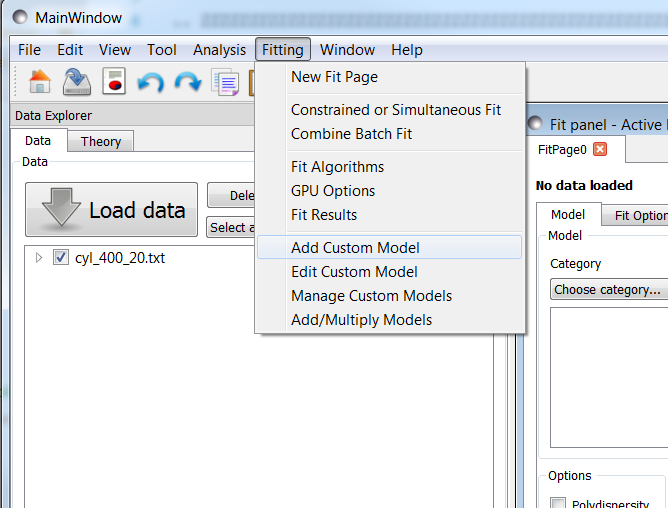 MainWindow
File Edit View Tool Analysis Fitting Window Help
New Fit Page
Constrained or Simultaneous Fit
Combine Batch Fit
Fit Algorithms
GPU Options
Fit Results
Add Custom Model
Edit Custom Model
Manage Custom Models
Add/Multiply Models
Data Explorer
Data Theory
Data
Load data
Dele
Select a
cyl_400_20.txt
Fit panel - Active
FitPage0
No data loaded
Model Fit Option
Model
Category
Choose category...
Options
Polydispersity